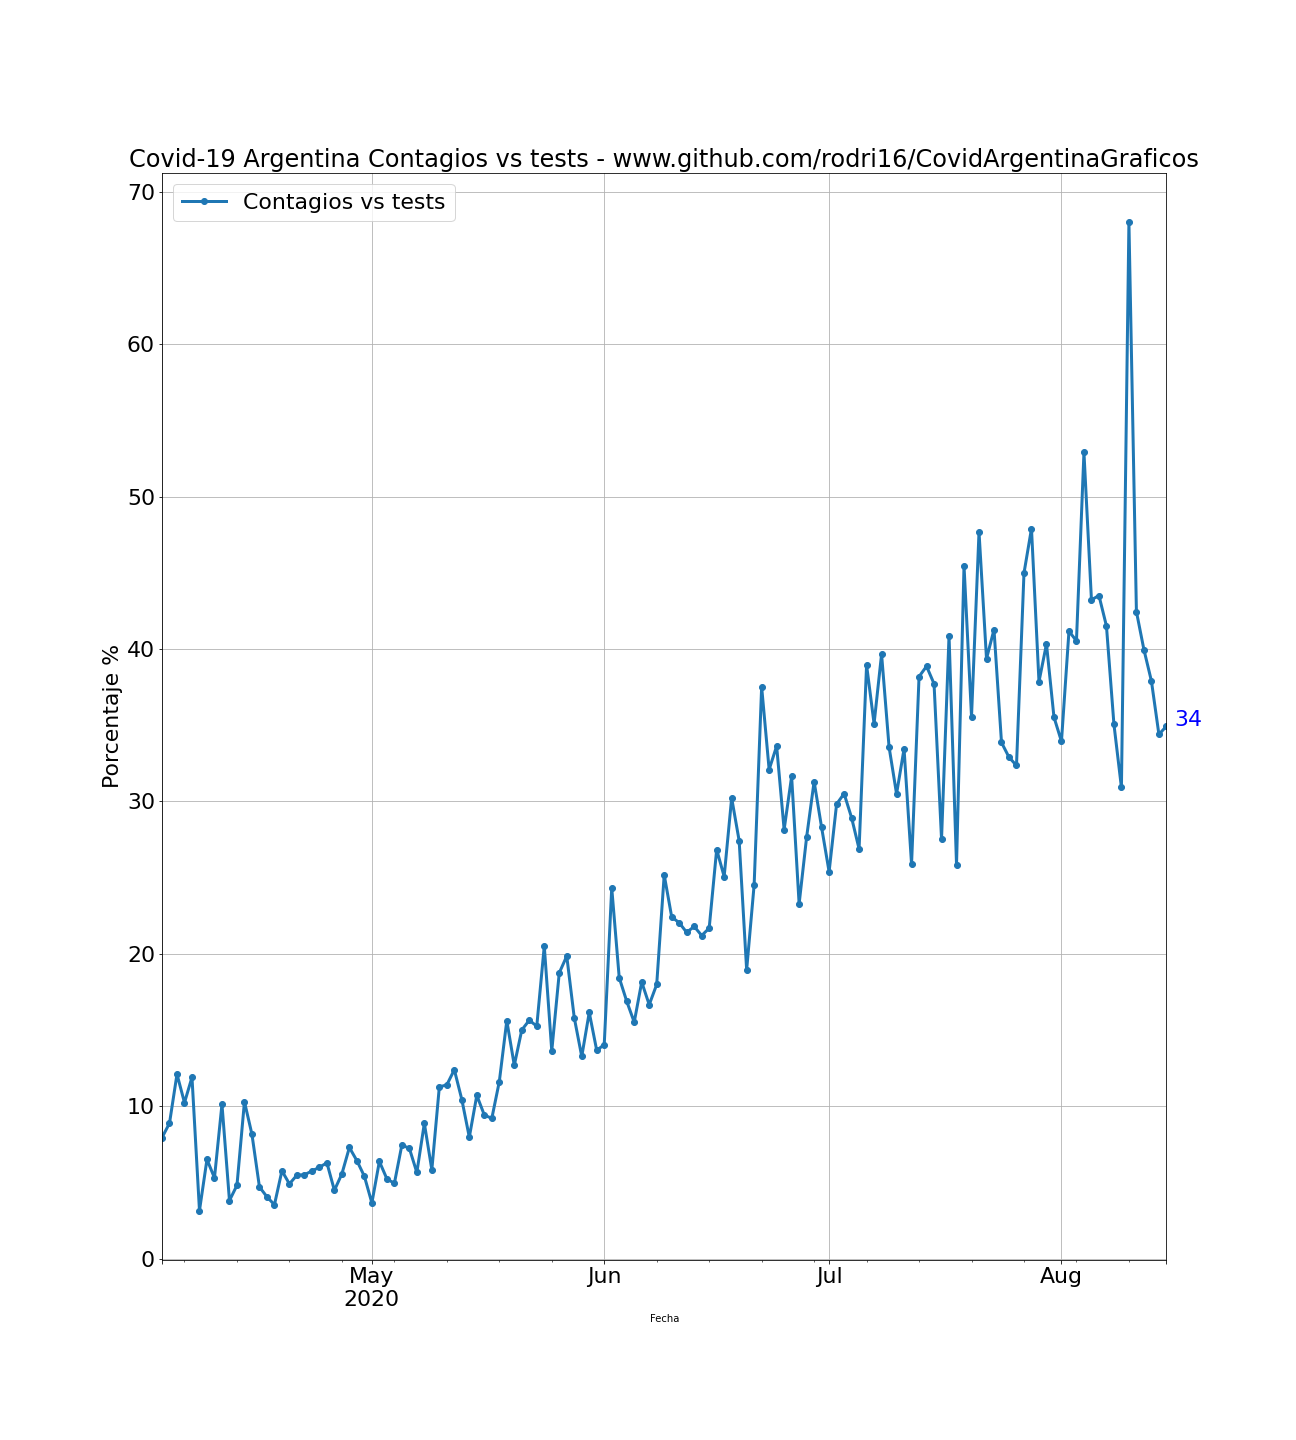 Covid-19 Argentina Contagios vs tests - www.github.com/rodri16/CovidArgentinaGraficos
Contagios vs tests
70
60
50
40
30
20
10
0
Porcentaje %
34
May
2020
Jun
Jul
Aug
Fecha